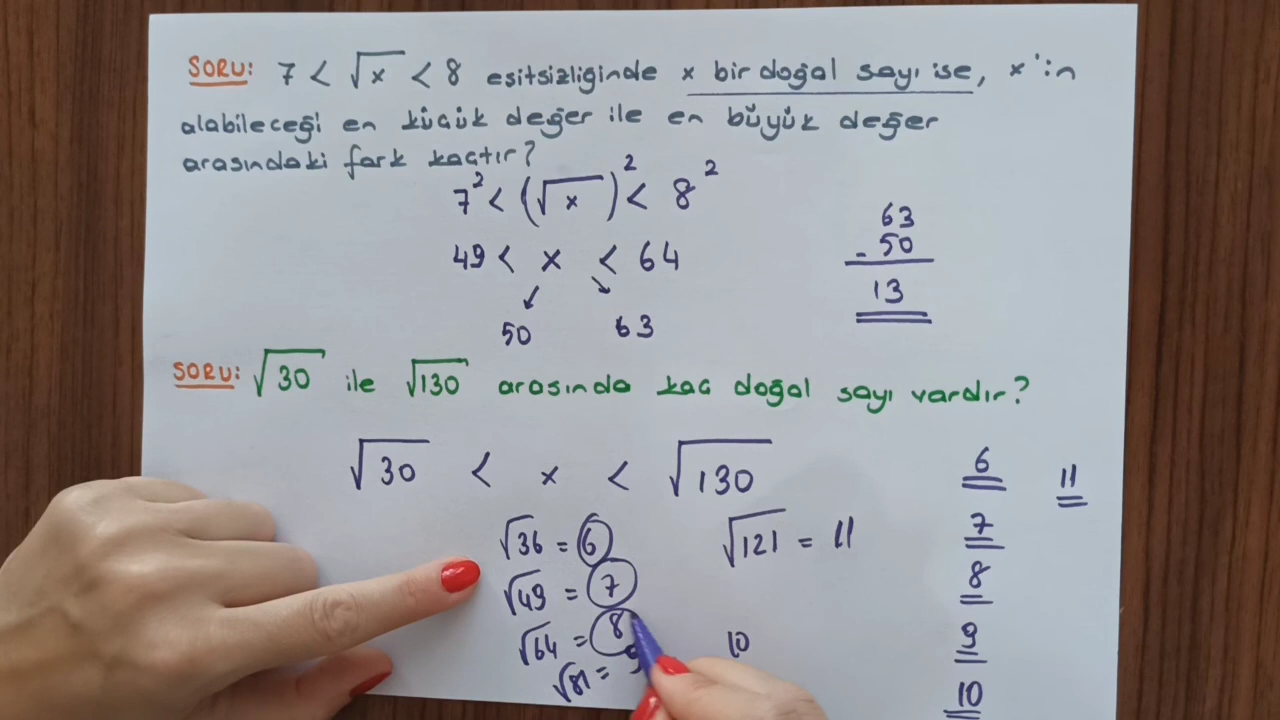 SORU: 7 < √x < 8 eşitsizliğinde x bir doğal sayı ise, x'in
alabileceği en küçük değer ile en büyük değer
arasındaki fark kaçtır?
7² < (√x)² < 8²
49 < x < 64
50 63
63
- 50
13
SORU: √30 ile √130 arasında kaç doğal sayı vardır?
√30 < x < √130
√36 = 6
√49 = 7
√64 = 8
√81 = 9
√121 = 11
10
6
7
8
9
10
11